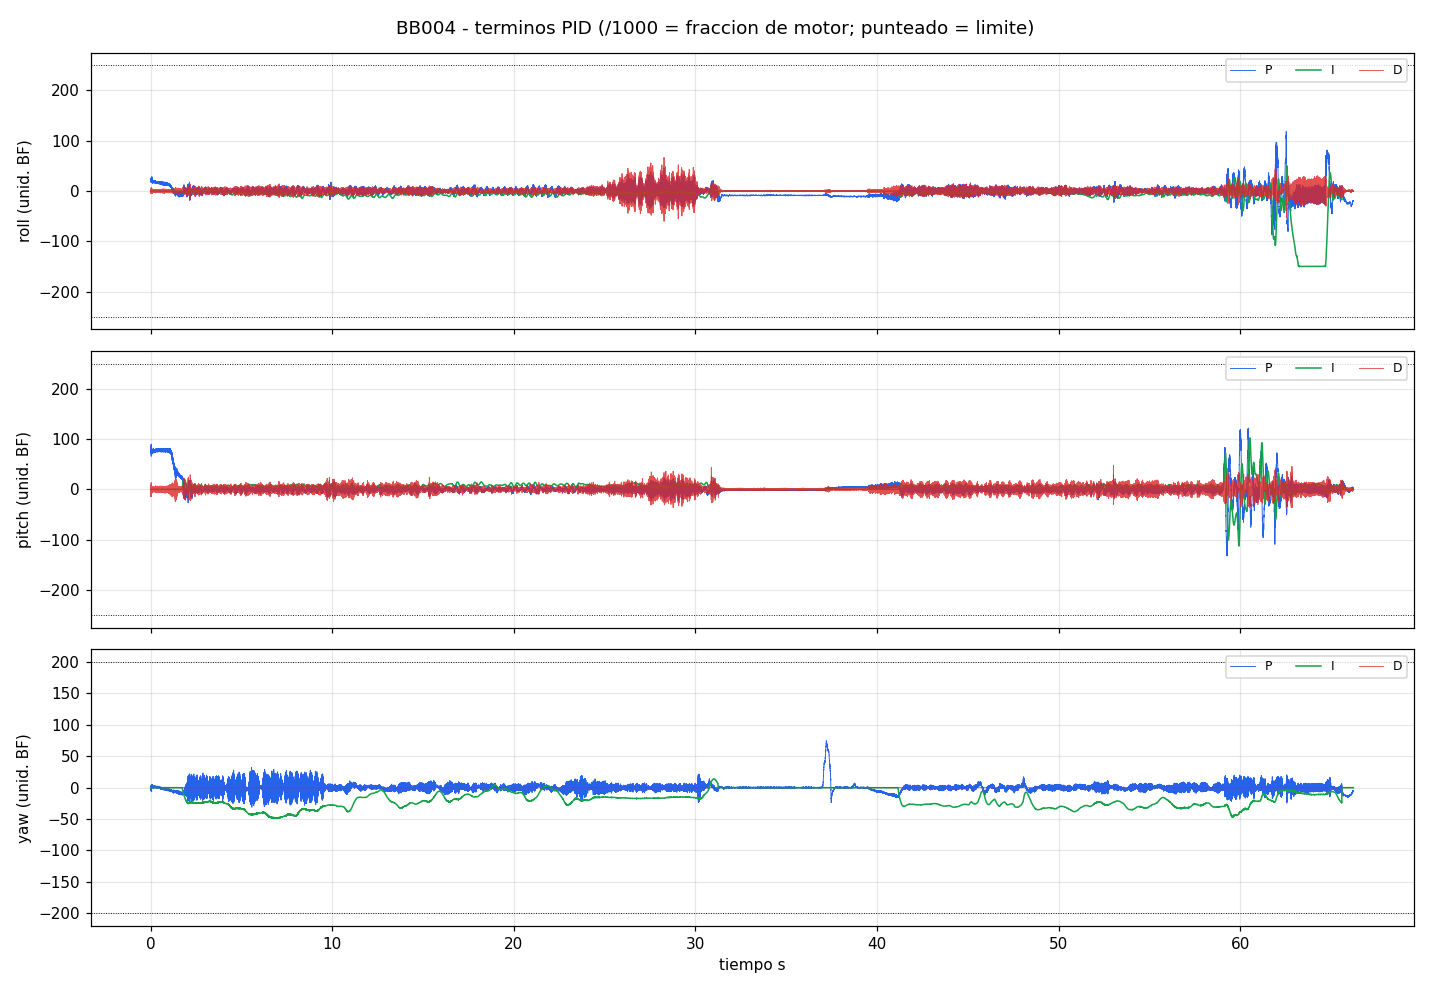 BB004 - terminos PID (/1000 = fraccion de motor; punteado = limite)
roll (unid. BF)
200
100
0
−100
−200
P I D
pitch (unid. BF)
200
100
0
−100
−200
P I D
yaw (unid. BF)
200
150
100
50
0
−50
−100
−150
−200
P I D
0 10 20 30 40 50 60
tiempo s